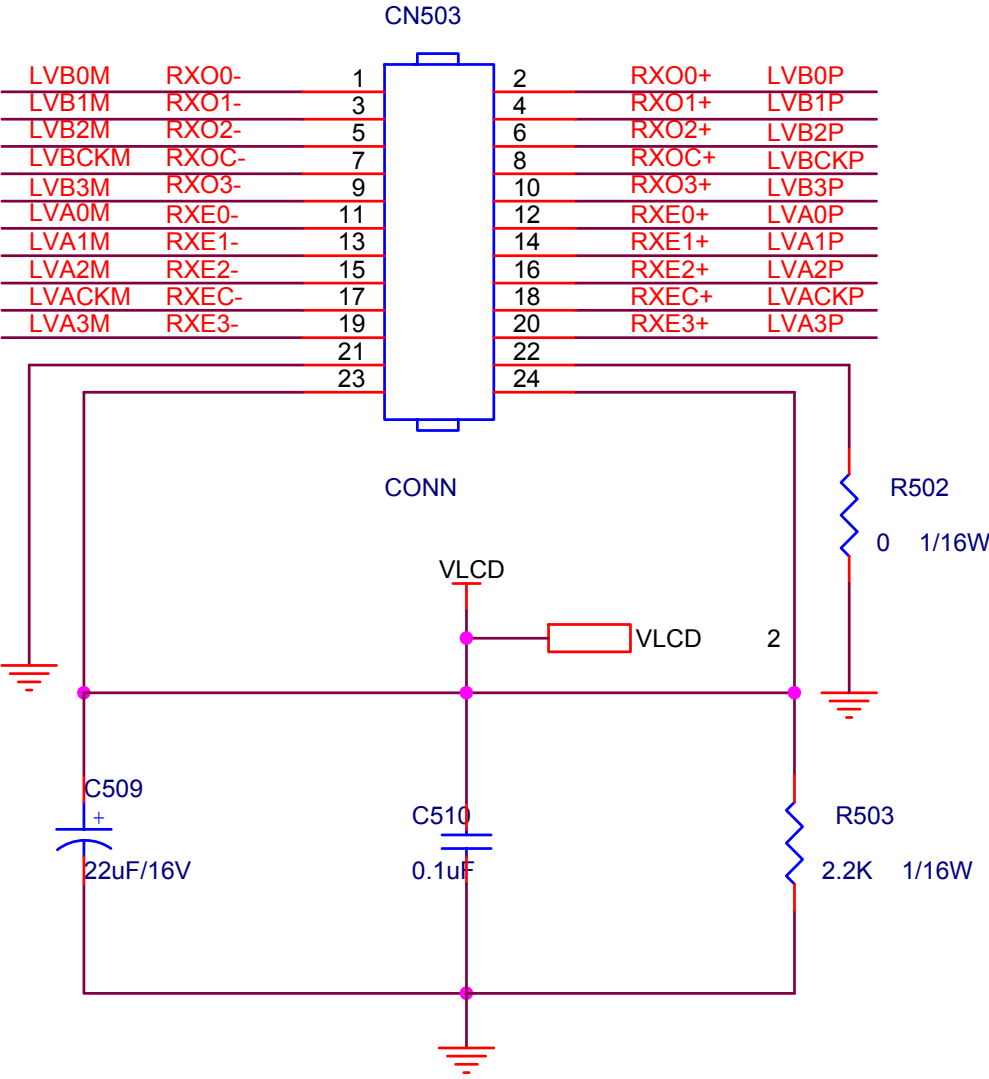 CN503
LVB0M RXO0- 1 2 RXO0+ LVB0P
LVB1M RXO1- 3 4 RXO1+ LVB1P
LVB2M RXO2- 5 6 RXO2+ LVB2P
LVBCKM RXOC- 7 8 RXOC+ LVBCKP
LVB3M RXO3- 9 10 RXO3+ LVB3P
LVA0M RXE0- 11 12 RXE0+ LVA0P
LVA1M RXE1- 13 14 RXE1+ LVA1P
LVA2M RXE2- 15 16 RXE2+ LVA2P
LVACKM RXEC- 17 18 RXEC+ LVACKP
LVA3M RXE3- 19 20 RXE3+ LVA3P
21 22
23 24
CONN
R502
0 1/16W
VLCD
VLCD 2
C509
+
22uF/16V
C510
0.1uF
R503
2.2K 1/16W